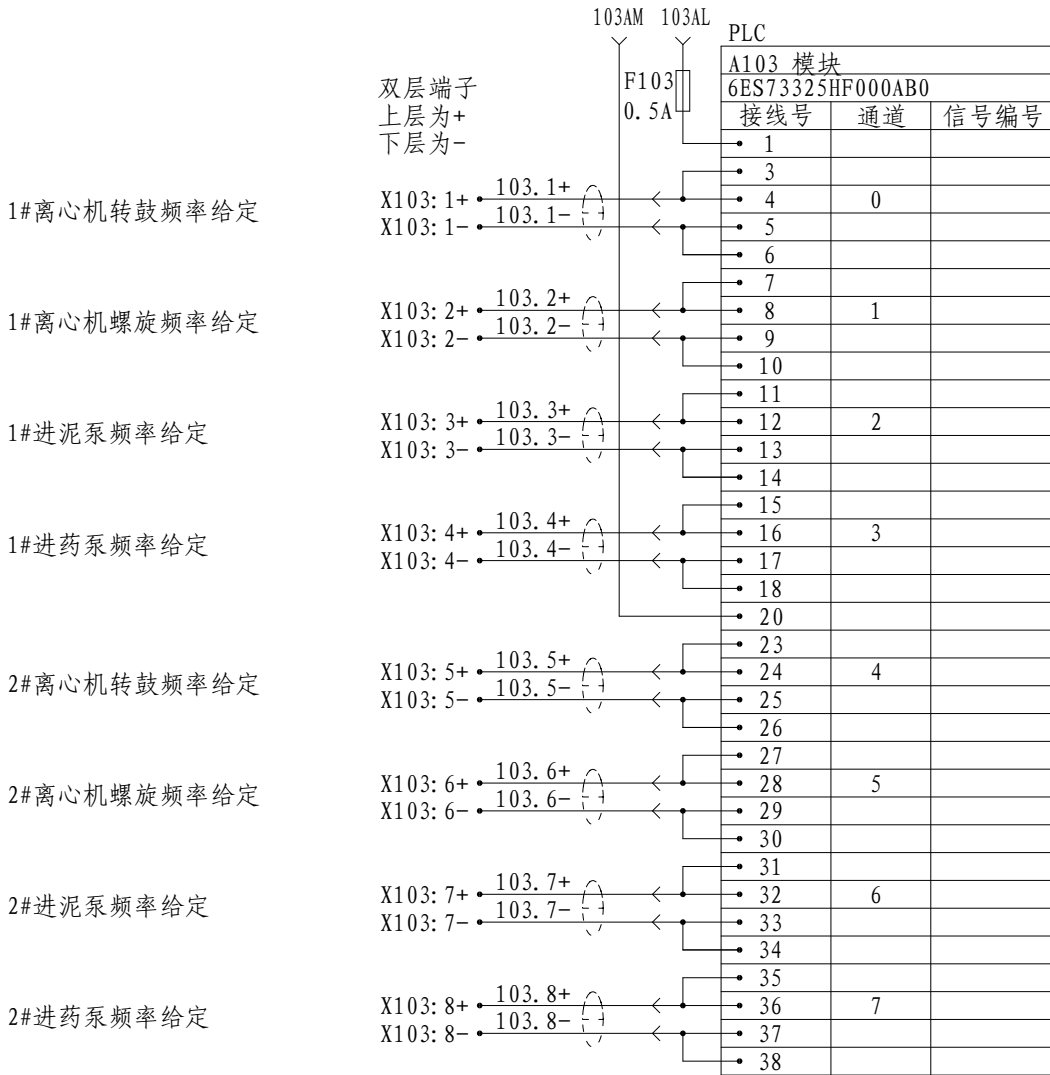 103AM 103AL
PLC
A103 模块
6ES73325HF000AB0
接线号 通道 信号编号
F103
0.5A
双层端子
上层为+
下层为-
1
3
1#离心机转鼓频率给定 X103:1+ 103.1+ 4 0
X103:1- 103.1- 5
6
7
1#离心机螺旋频率给定 X103:2+ 103.2+ 8 1
X103:2- 103.2- 9
10
11
1#进泥泵频率给定 X103:3+ 103.3+ 12 2
X103:3- 103.3- 13
14
15
1#进药泵频率给定 X103:4+ 103.4+ 16 3
X103:4- 103.4- 17
18
20
23
2#离心机转鼓频率给定 X103:5+ 103.5+ 24 4
X103:5- 103.5- 25
26
27
2#离心机螺旋频率给定 X103:6+ 103.6+ 28 5
X103:6- 103.6- 29
30
31
2#进泥泵频率给定 X103:7+ 103.7+ 32 6
X103:7- 103.7- 33
34
35
2#进药泵频率给定 X103:8+ 103.8+ 36 7
X103:8- 103.8- 37
38